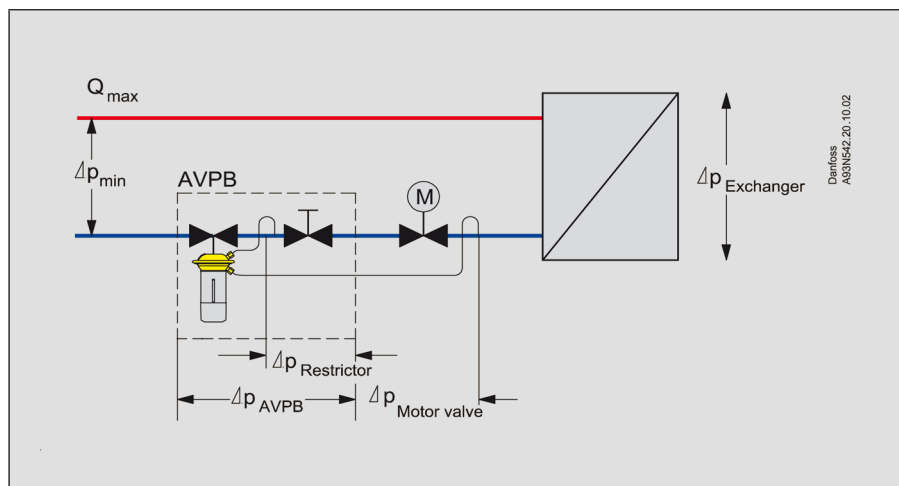 Q max
Δp min
AVPB
M
Δp Exchanger
Danfoss
A93N542.20.10.02
Δp Restrictor
Δp AVPB
Δp Motor valve